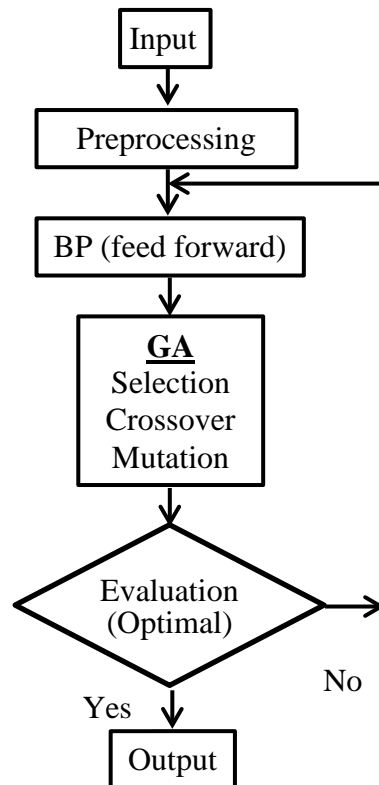 Input
Preprocessing
BP (feed forward)
GA
Selection
Crossover
Mutation
Evaluation
(Optimal)
No
Yes
Output